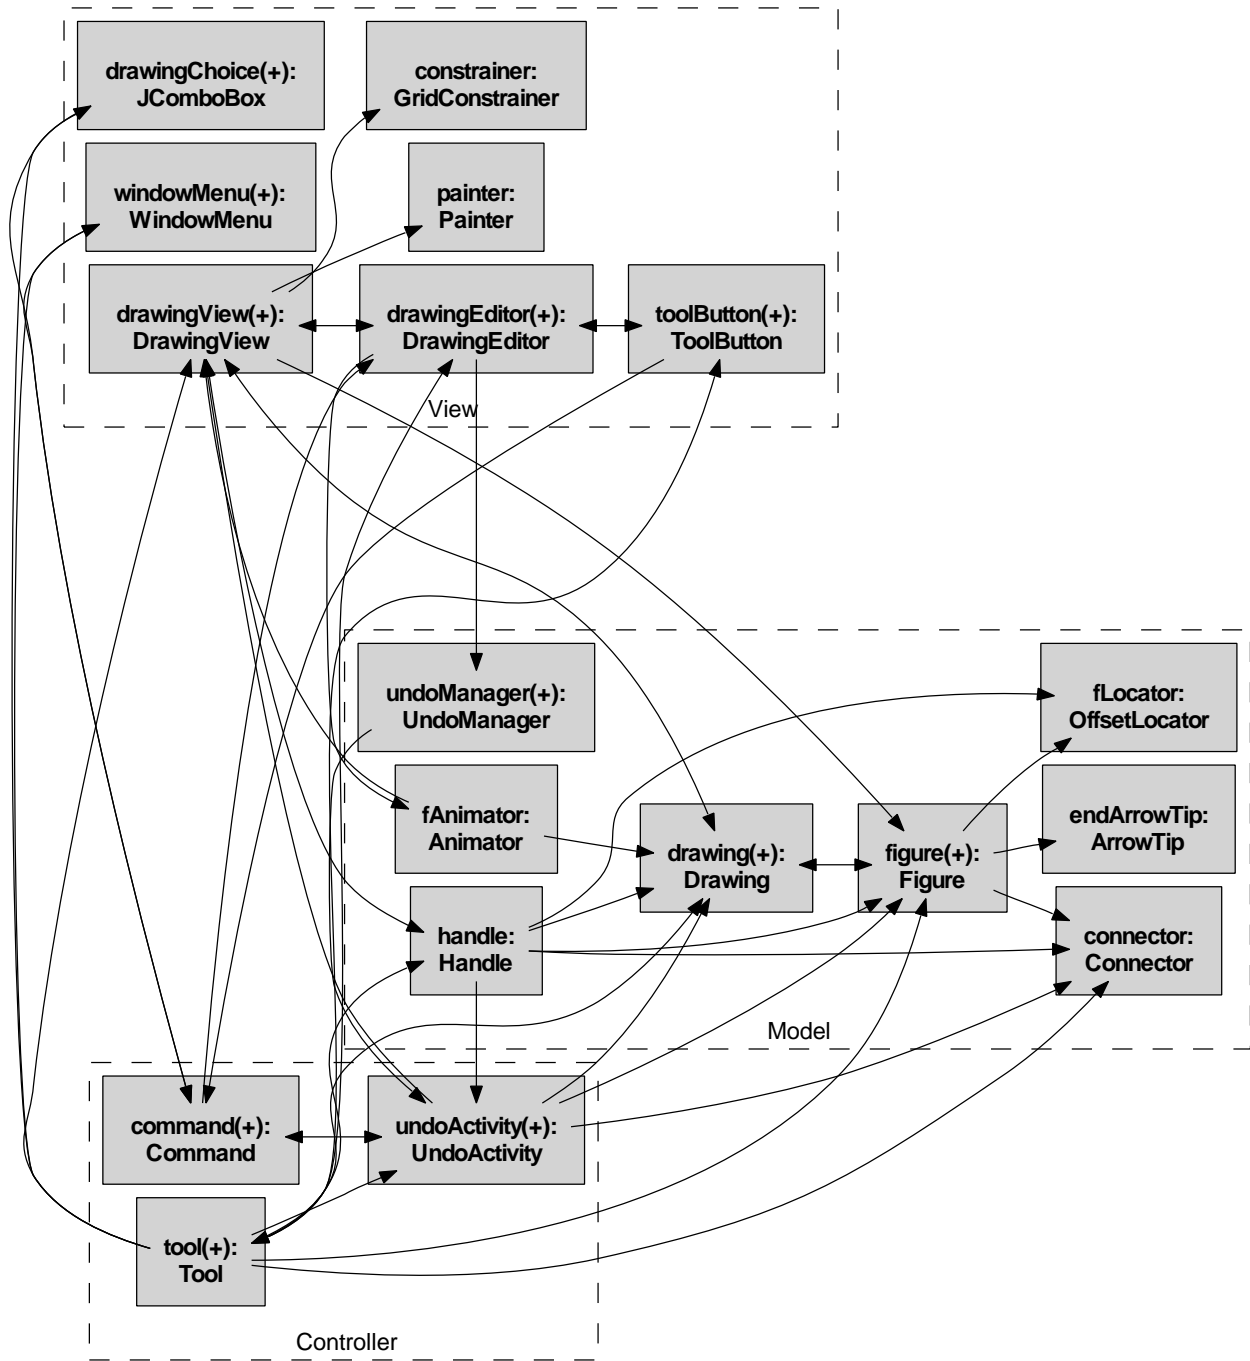 drawingChoice(+):
JComboBox
constrainer:
GridConstrainer
windowMenu(+):
WindowMenu
painter:
Painter
drawingView(+):
DrawingView
drawingEditor(+):
DrawingEditor
toolButton(+):
ToolButton
View
undoManager(+):
UndoManager
fLocator:
OffsetLocator
fAnimator:
Animator
drawing(+):
Drawing
figure(+):
Figure
endArrowTip:
ArrowTip
handle:
Handle
connector:
Connector
Model
command(+):
Command
undoActivity(+):
UndoActivity
tool(+):
Tool
Controller